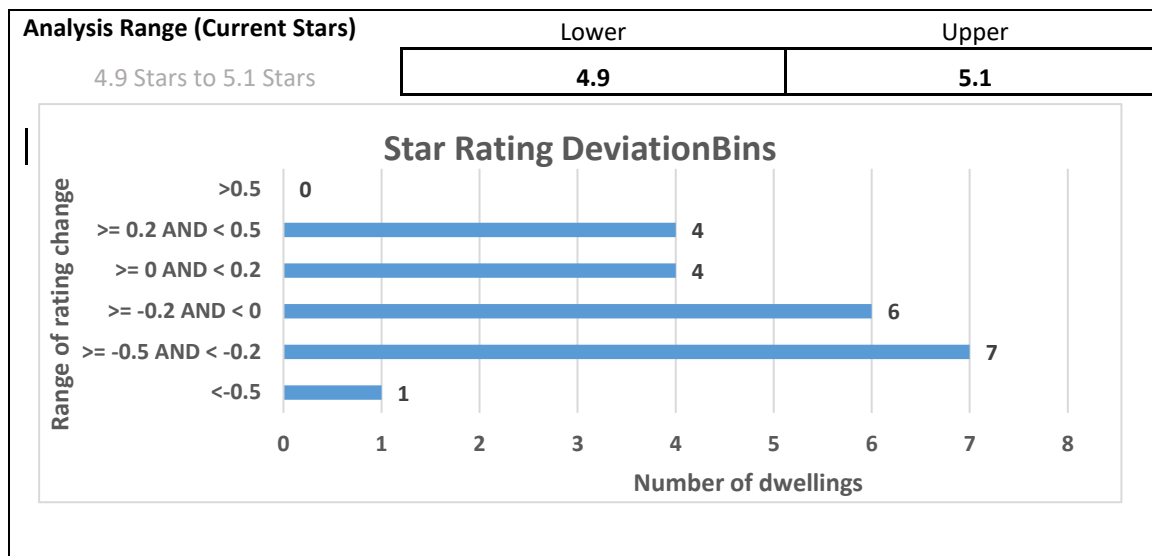 Analysis Range (Current Stars) Lower Upper
4.9 Stars to 5.1 Stars 4.9 5.1
Star Rating DeviationBins
Range of rating change
>0.5 0
>= 0.2 AND < 0.5 4
>= 0 AND < 0.2 4
>= -0.2 AND < 0 6
>= -0.5 AND < -0.2 7
<-0.5 1
0 1 2 3 4 5 6 7 8
Number of dwellings